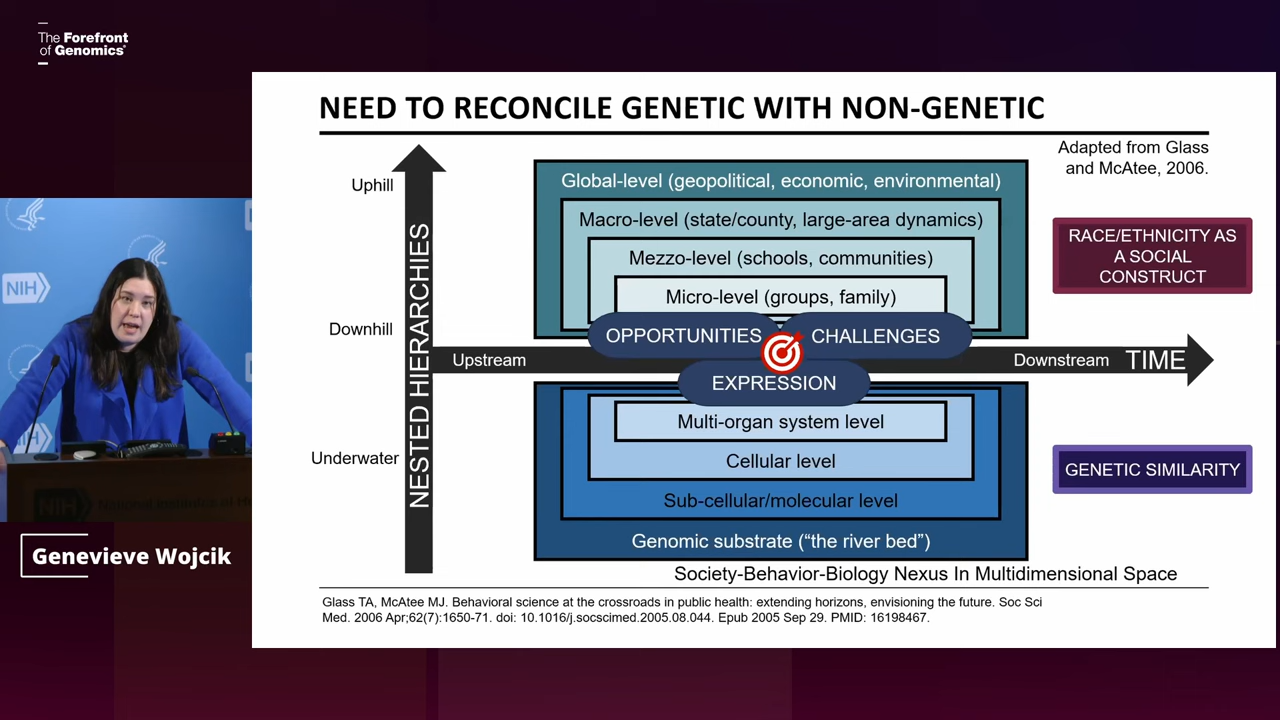 The Forefront
of Genomics®
NEED TO RECONCILE GENETIC WITH NON-GENETIC
Adapted from Glass
and McAtee, 2006.
Uphill
Downhill
Underwater
NESTED HIERARCHIES
Global-level (geopolitical, economic, environmental)
Macro-level (state/county, large-area dynamics)
Mezzo-level (schools, communities)
Micro-level (groups, family)
OPPORTUNITIES
CHALLENGES
Upstream
Downstream
TIME
EXPRESSION
Multi-organ system level
Cellular level
Sub-cellular/molecular level
Genomic substrate (“the river bed”)
RACE/ETHNICITY AS
A SOCIAL
CONSTRUCT
GENETIC SIMILARITY
Society-Behavior-Biology Nexus In Multidimensional Space
Glass TA, McAtee MJ. Behavioral science at the crossroads in public health: extending horizons, envisioning the future. Soc Sci
Med. 2006 Apr;62(7):1650-71. doi: 10.1016/j.socscimed.2005.08.044. Epub 2005 Sep 29. PMID: 16198467.
NIH
NIH
NIH
National Institutes of
Genevieve Wojcik